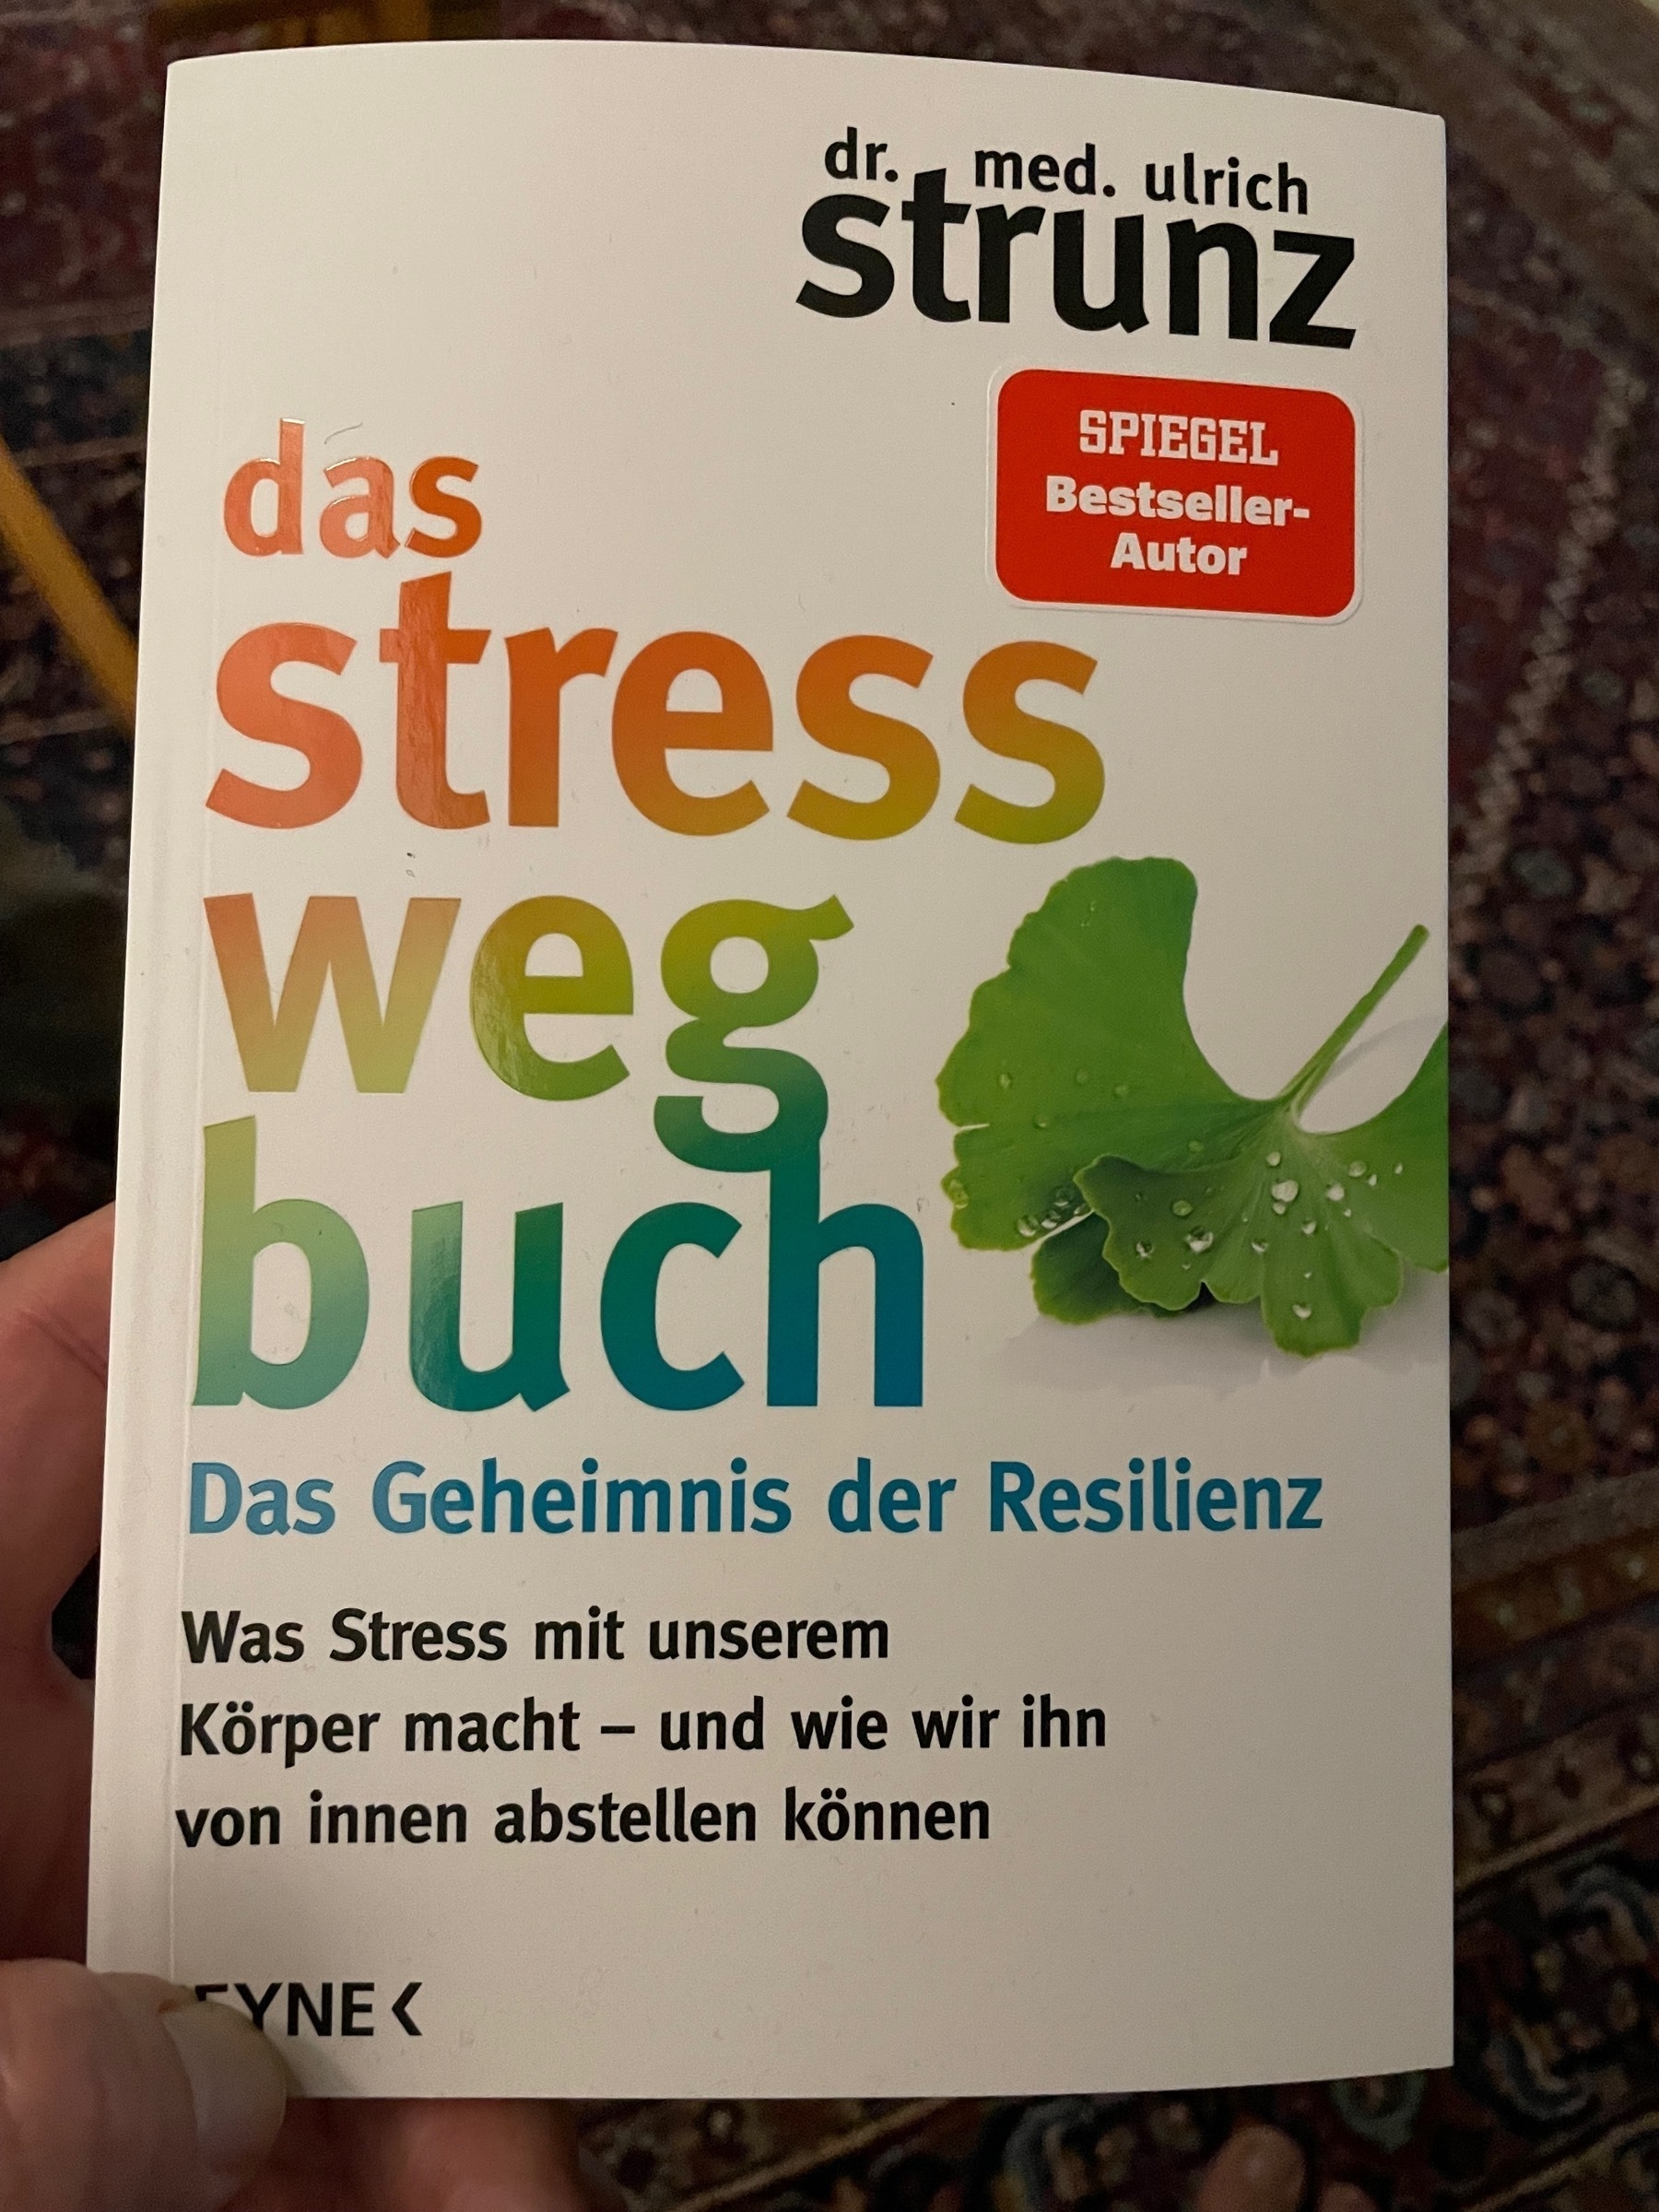 dr. med. ulrich
strunz
SPIEGEL
Bestseller-
Autor
das
stress
weg
buch
Das Geheimnis der Resilienz
Was Stress mit unserem
Körper macht – und wie wir ihn
von innen abstellen können
EYNE